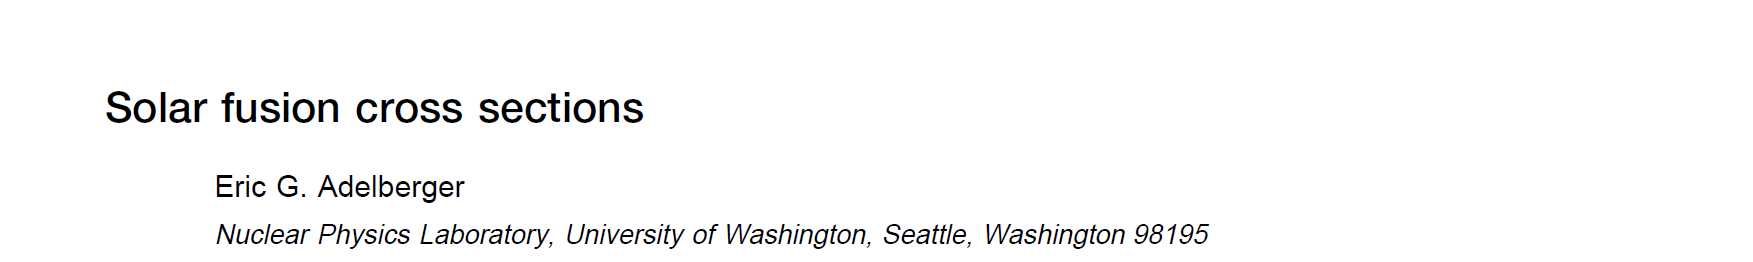 Solar fusion cross sections
Eric G. Adelberger
Nuclear Physics Laboratory, University of Washington, Seattle, Washington 98195